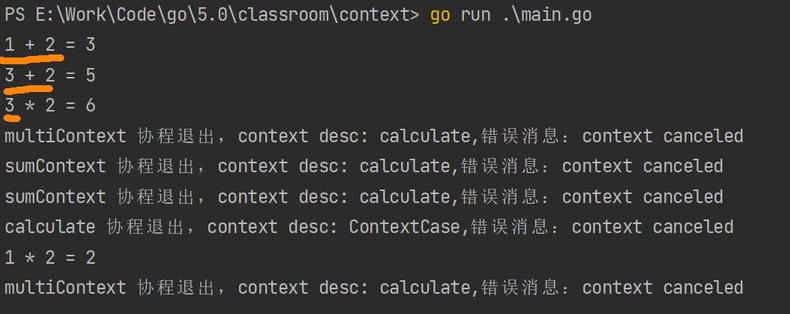 PS E:\Work\Code\go\5.0\classroom\context> go run .\main.go
1 + 2 = 3
3 + 2 = 5
3 * 2 = 6
multiContext 协程退出，context desc: calculate,错误消息：context canceled
sumContext 协程退出，context desc: calculate,错误消息：context canceled
sumContext 协程退出，context desc: calculate,错误消息：context canceled
calculate 协程退出，context desc: ContextCase,错误消息：context canceled
1 * 2 = 2
multiContext 协程退出，context desc: calculate,错误消息：context canceled